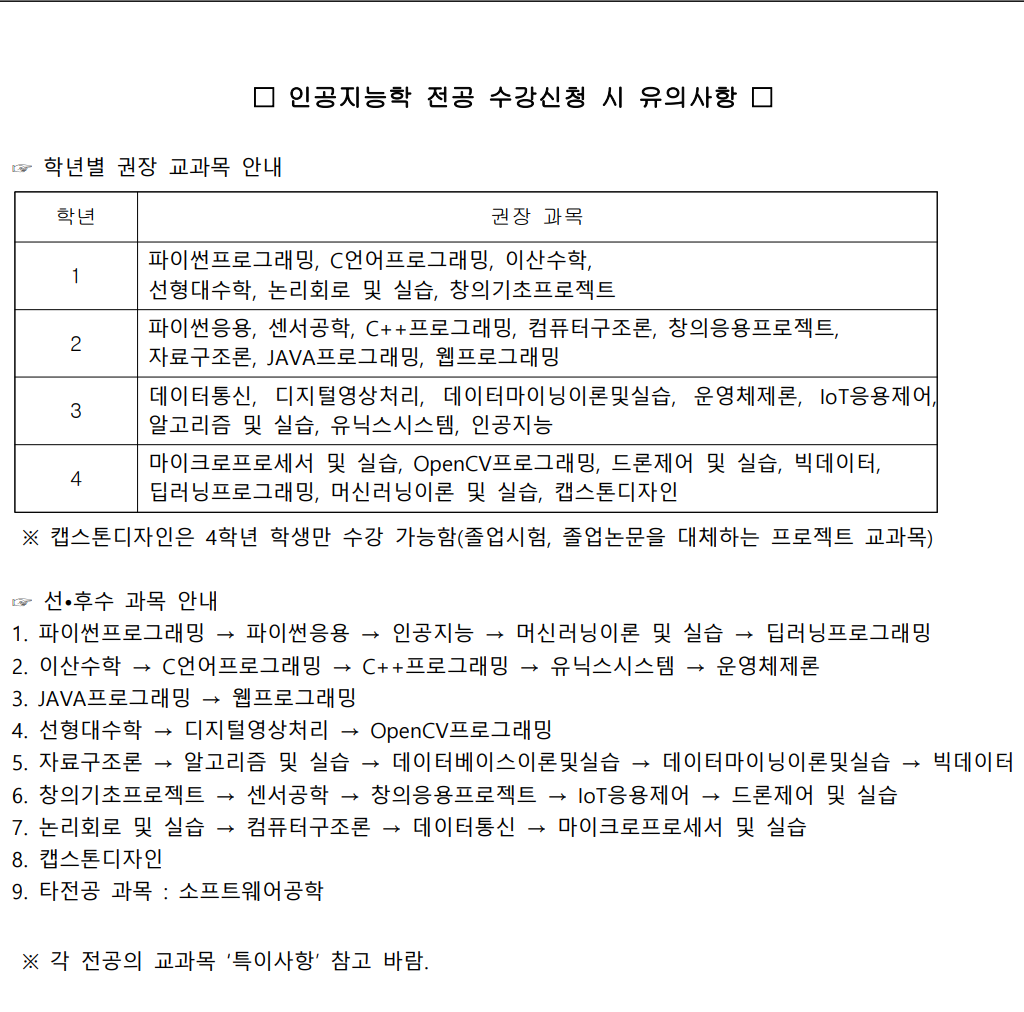 □ 인공지능학 전공 수강신청 시 유의사항 □
☞ 학년별 권장 교과목 안내
학년 권장 과목
1 파이썬프로그래밍, C언어프로그래밍, 이산수학,
선형대수학, 논리회로 및 실습, 창의기초프로젝트
2 파이썬응용, 센서공학, C++프로그래밍, 컴퓨터구조론, 창의응용프로젝트,
자료구조론, JAVA프로그래밍, 웹프로그래밍
3 데이터통신, 디지털영상처리, 데이터마이닝이론및실습, 운영체제론, IoT응용제어,
알고리즘 및 실습, 유닉스시스템, 인공지능
4 마이크로프로세서 및 실습, OpenCV프로그래밍, 드론제어 및 실습, 빅데이터,
딥러닝프로그래밍, 머신러닝이론 및 실습, 캡스톤디자인
※ 캡스톤디자인은 4학년 학생만 수강 가능함(졸업시험, 졸업논문을 대체하는 프로젝트 교과목)
☞ 선•후수 과목 안내
1. 파이썬프로그래밍 → 파이썬응용 → 인공지능 → 머신러닝이론 및 실습 → 딥러닝프로그래밍
2. 이산수학 → C언어프로그래밍 → C++프로그래밍 → 유닉스시스템 → 운영체제론
3. JAVA프로그래밍 → 웹프로그래밍
4. 선형대수학 → 디지털영상처리 → OpenCV프로그래밍
5. 자료구조론 → 알고리즘 및 실습 → 데이터베이스이론및실습 → 데이터마이닝이론및실습 → 빅데이터
6. 창의기초프로젝트 → 센서공학 → 창의응용프로젝트 → IoT응용제어 → 드론제어 및 실습
7. 논리회로 및 실습 → 컴퓨터구조론 → 데이터통신 → 마이크로프로세서 및 실습
8. 캡스톤디자인
9. 타전공 과목 : 소프트웨어공학
※ 각 전공의 교과목 ‘특이사항’ 참고 바람.